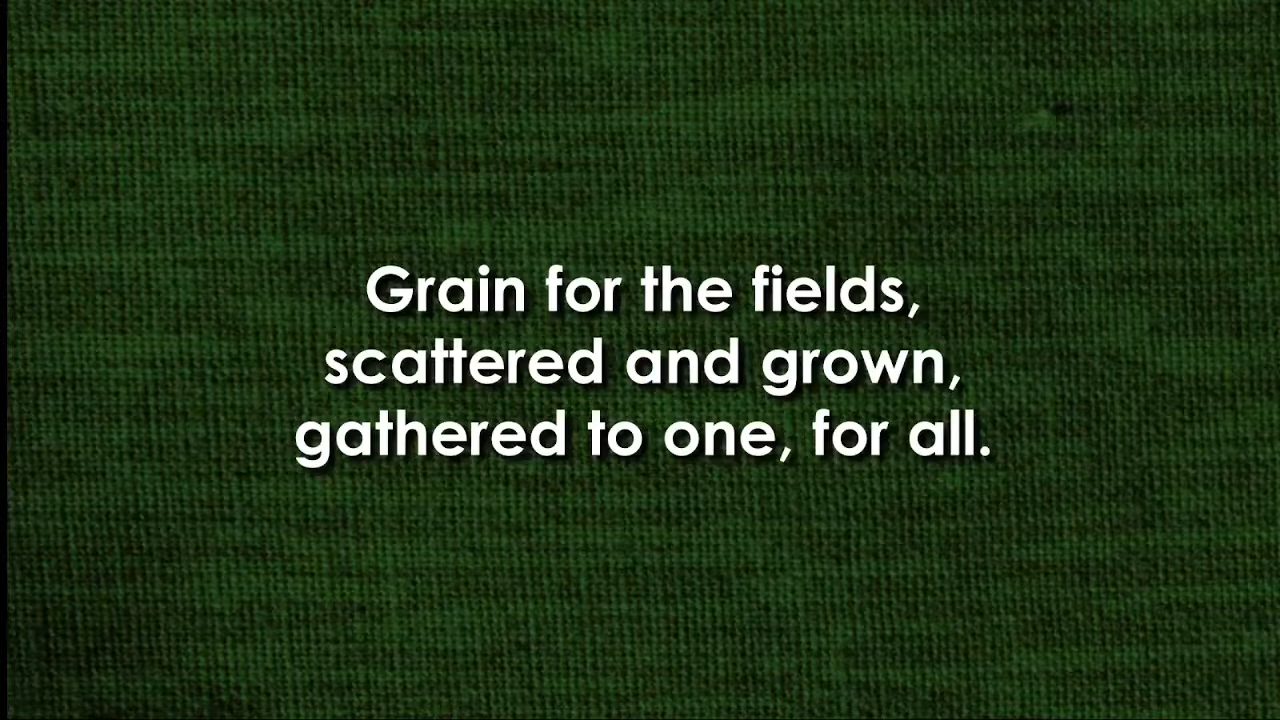 Grain for the fields,
scattered and grown,
gathered to one, for all.